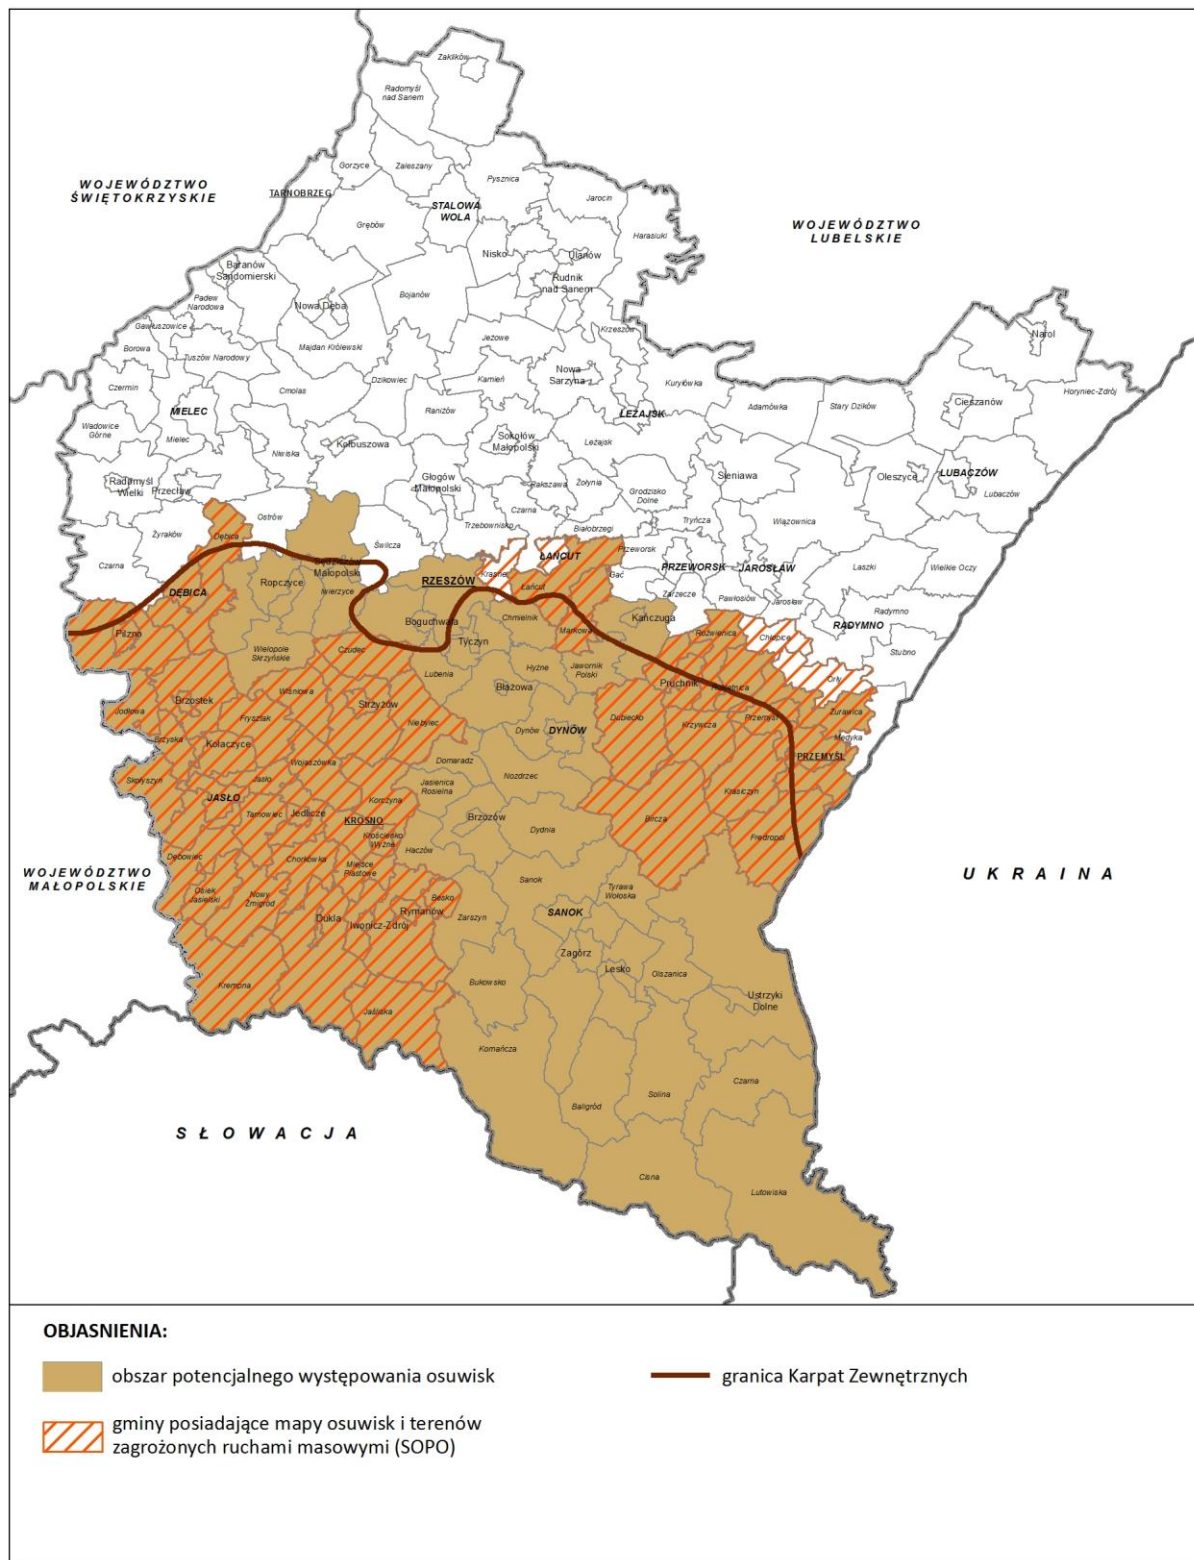 Zaklików
Radomyśl
nad Sanem
WOJEWÓDZTWO
ŚWIĘTOKRZYSKIE
TARNOBRZEG
Gorzyce
Zaleszany
Pysznica
Jarocin
STALOWA
WOLA
Grębów
Harasiuki
WOJEWÓDZTWO
LUBELSKIE
Nisko
Ulanów
Baranów
Sandomierski
Rudnik
nad Sanem
Padew
Narodowa
Nowa Dęba
Bojanów
Gawłuszowice
Krzeszów
Narol
Borowa
Tuszów Narodowy
Majdan Królewski
Jeżowe
Czermin
Cmolas
Dzikowiec
Kamień
Nowa
Sarzyna
Kuryłówka
Horyniec-Zdrój
MIELEC
Raniżów
LEŻAJSK
Adamówka
Stary Dzików
Cieszanów
Wadowice
Górne
Mielec
Kolbuszowa
Sokołów
Małopolski
Leżajsk
Niwiska
Sieniawa
Radomyśl
Wielki
Przecław
Głogów
Małopolski
Rakszawa
Żołynia
Grodzisko
Dolne
Oleszyce
LUBACZÓW
Lubaczów
Ostrów
Czarna
Trzebownisko
Białobrzegi
Tryńcza
Wiązownica
Żyraków
Dębica
Świlcza
Czarna
Sędziszów
Małopolski
Krasne
ŁAŃCUT
Przeworsk
PRZEWORSK
JAROSŁAW
Laszki
Wielkie Oczy
DĘBICA
Ropczyce
Iwierzyce
RZESZÓW
Łańcut
Gać
Zarzecze
Pawłosiów
Jarosław
Pilzno
Boguchwała
Chmielnik
Markowa
Kańczuga
Radymno
RADYMNO
Wielopole
Skrzyńskie
Czudec
Tyczyn
Roźwienica
Chłopice
Stubno
Lubenia
Hyżne
Jawornik
Polski
Pruchnik
Rokietnica
Orły
Jodłowa
Brzostek
Wiśniowa
Strzyżów
Błażowa
Żurawica
Frysztak
Niebylec
Dynów
DYNÓW
Dubiecko
Krzywcza
Przemyśl
Medyka
Brzyska
Kołaczyce
PRZEMYŚL
Skołyszyn
Jasło
Wojaszówka
Domaradz
Nozdrzec
JASŁO
Jasienica
Rosielna
Krasiczyn
Tarnowiec
Jedlicze
Korczyna
KROSNO
Brzozów
Bircza
Krościenko
Wyżne
Dydnia
Fredropol
Dębowiec
Chorkówka
Miejsce
Piastowe
Haczów
WOJEWÓDZTWO
MAŁOPOLSKIE
Osiek
Jasielski
Nowy
Żmigród
Besko
Sanok
Tyrawa
Wołoska
UKRAINA
Dukla
Iwonicz-Zdrój
Rymanów
Zarszyn
SANOK
Zagórz
Lesko
Olszanica
Krempna
Bukowsko
Ustrzyki
Dolne
Jaśliska
Komańcza
Czarna
Solina
Baligród
SŁOWACJA
Cisna
Lutowiska
OBJASNIENIA:
obszar potencjalnego występowania osuwisk
granica Karpat Zewnętrznych
gminy posiadające mapy osuwisk i terenów
zagrożonych ruchami masowymi (SOPO)